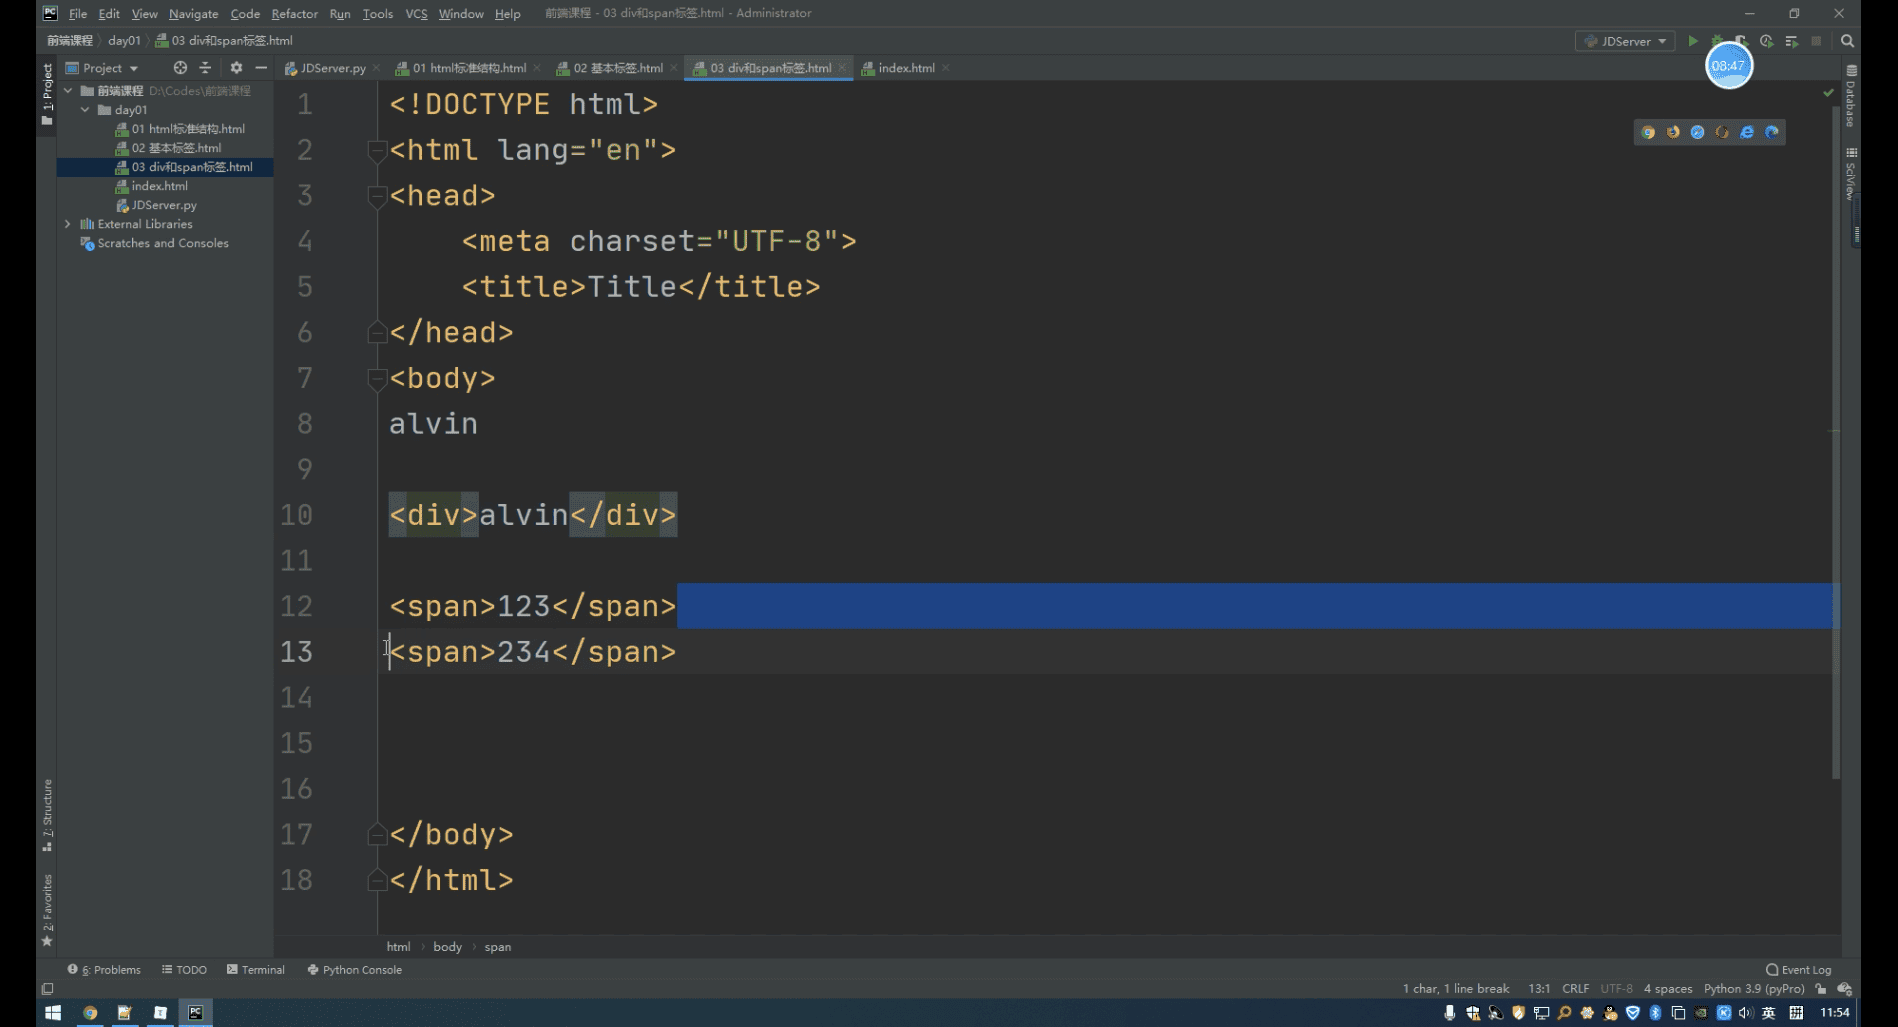 File Edit View Navigate Code Refactor Run Tools VCS Window Help 前端课程 - 03 div和span标签.html - Administrator
前端课程 day01 03 div和span标签.html JDServer
08:47
Project JDServer.py 01 html标准结构.html 02 基本标签.html 03 div和span标签.html index.html
1: Project
前端课程 D:\Codes\前端课程
day01
01 html标准结构.html
02 基本标签.html
03 div和span标签.html
index.html
JDServer.py
External Libraries
Scratches and Consoles
7: Structure
2: Favorites
Database
SciView
1 <!DOCTYPE html>
2 <html lang="en">
3 <head>
4 <meta charset="UTF-8">
5 <title>Title</title>
6 </head>
7 <body>
8 alvin
9
10 <div>alvin</div>
11
12 <span>123</span>
13 <span>234</span>
14
15
16
17 </body>
18 </html>
html body span
6: Problems TODO Terminal Python Console Event Log
1 char, 1 line break 13:1 CRLF UTF-8 4 spaces Python 3.9 (pyPro)
英 11:54